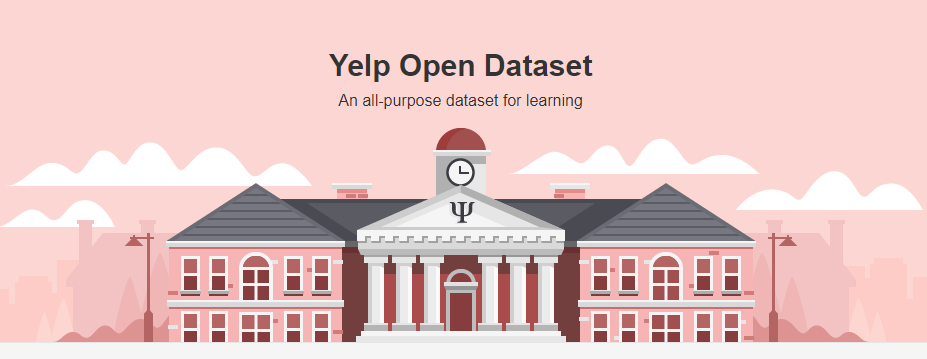 Yelp Open Dataset
An all-purpose dataset for learning
Ψ